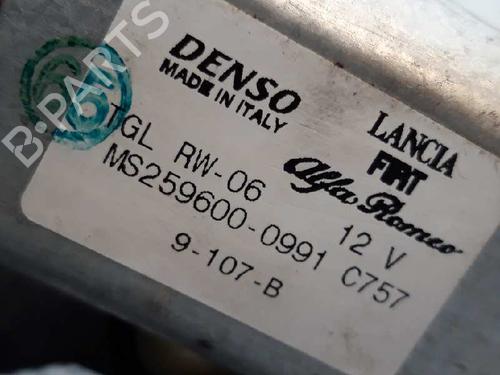 DENSO
MADE IN ITALY
LANCIA
FIAT
Alfa Romeo
TGL RW-06
12 V
MS259600-0991 C757
9-107-B
B-PARTS